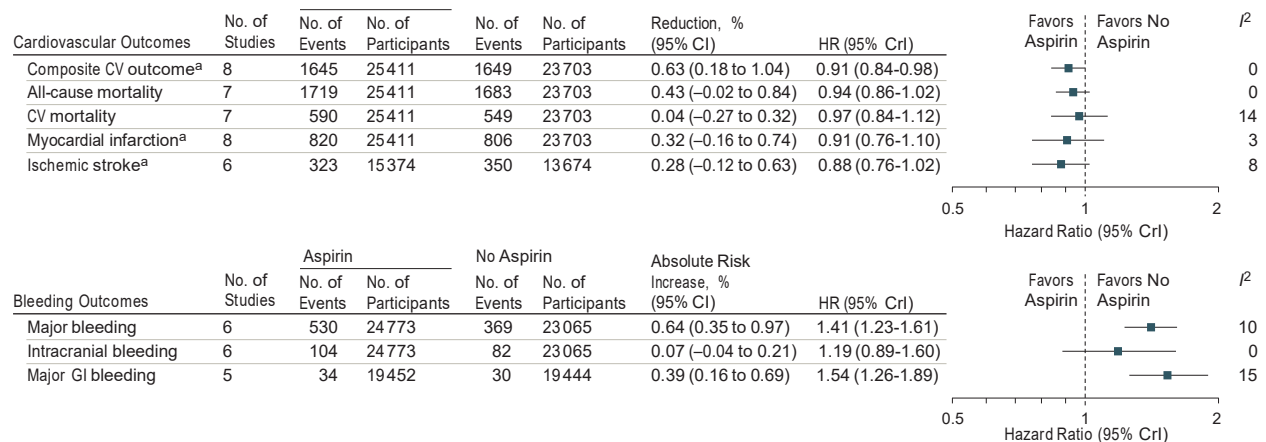 Cardiovascular Outcomes No. of Studies No. of Events No. of Participants No. of Events No. of Participants Reduction, % (95% CI) HR (95% CrI) Favors Aspirin Favors No Aspirin I²
Composite CV outcomeᵃ 8 1645 25411 1649 23703 0.63 (0.18 to 1.04) 0.91 (0.84-0.98) 0
All-cause mortality 7 1719 25411 1683 23703 0.43 (–0.02 to 0.84) 0.94 (0.86-1.02) 0
CV mortality 7 590 25411 549 23703 0.04 (–0.27 to 0.32) 0.97 (0.84-1.12) 14
Myocardial infarctionᵃ 8 820 25411 806 23703 0.32 (–0.16 to 0.74) 0.91 (0.76-1.10) 3
Ischemic strokeᵃ 6 323 15374 350 13674 0.28 (–0.12 to 0.63) 0.88 (0.76-1.02) 8
0.5 1 2
Hazard Ratio (95% CrI)
Aspirin No Aspirin
Bleeding Outcomes No. of Studies No. of Events No. of Participants No. of Events No. of Participants Absolute Risk Increase, % (95% CI) HR (95% CrI) Favors Aspirin Favors No Aspirin I²
Major bleeding 6 530 24773 369 23065 0.64 (0.35 to 0.97) 1.41 (1.23-1.61) 10
Intracranial bleeding 6 104 24773 82 23065 0.07 (–0.04 to 0.21) 1.19 (0.89-1.60) 0
Major GI bleeding 5 34 19452 30 19444 0.39 (0.16 to 0.69) 1.54 (1.26-1.89) 15
0.5 1 2
Hazard Ratio (95% CrI)